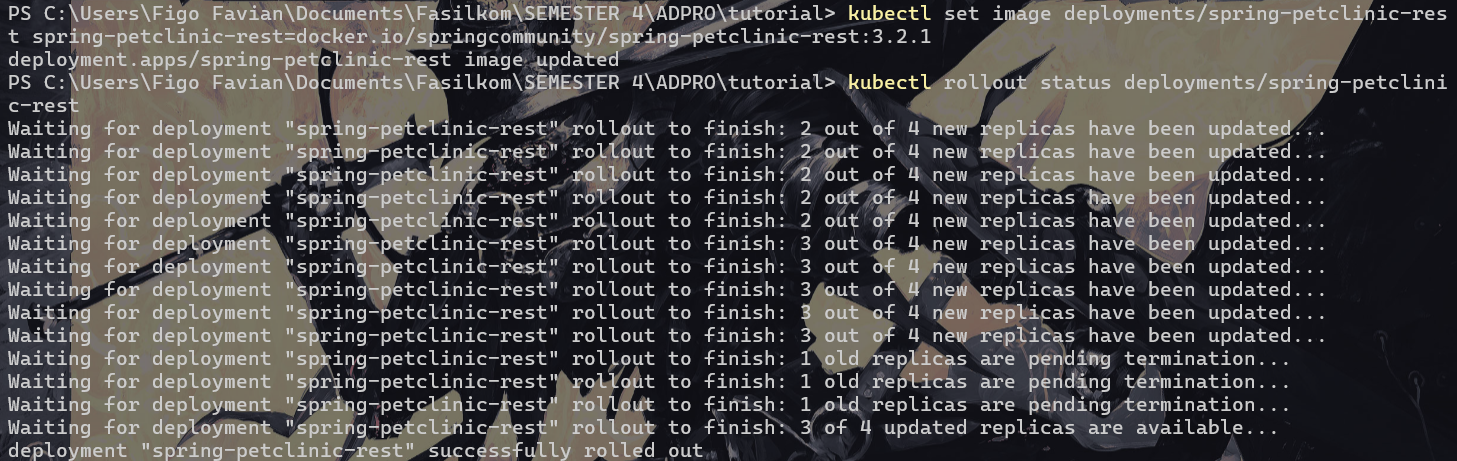 PS C:\Users\Figo Favian\Documents\Fasilkom\SEMESTER 4\ADPRO\tutorial> kubectl set image deployments/spring-petclinic-res
t spring-petclinic-rest=docker.io/springcommunity/spring-petclinic-rest:3.2.1
deployment.apps/spring-petclinic-rest image updated
PS C:\Users\Figo Favian\Documents\Fasilkom\SEMESTER 4\ADPRO\tutorial> kubectl rollout status deployments/spring-petclini
c-rest
Waiting for deployment "spring-petclinic-rest" rollout to finish: 2 out of 4 new replicas have been updated...
Waiting for deployment "spring-petclinic-rest" rollout to finish: 2 out of 4 new replicas have been updated...
Waiting for deployment "spring-petclinic-rest" rollout to finish: 2 out of 4 new replicas have been updated...
Waiting for deployment "spring-petclinic-rest" rollout to finish: 2 out of 4 new replicas have been updated...
Waiting for deployment "spring-petclinic-rest" rollout to finish: 2 out of 4 new replicas have been updated...
Waiting for deployment "spring-petclinic-rest" rollout to finish: 3 out of 4 new replicas have been updated...
Waiting for deployment "spring-petclinic-rest" rollout to finish: 3 out of 4 new replicas have been updated...
Waiting for deployment "spring-petclinic-rest" rollout to finish: 3 out of 4 new replicas have been updated...
Waiting for deployment "spring-petclinic-rest" rollout to finish: 3 out of 4 new replicas have been updated...
Waiting for deployment "spring-petclinic-rest" rollout to finish: 3 out of 4 new replicas have been updated...
Waiting for deployment "spring-petclinic-rest" rollout to finish: 1 old replicas are pending termination...
Waiting for deployment "spring-petclinic-rest" rollout to finish: 1 old replicas are pending termination...
Waiting for deployment "spring-petclinic-rest" rollout to finish: 1 old replicas are pending termination...
Waiting for deployment "spring-petclinic-rest" rollout to finish: 3 of 4 updated replicas are available...
deployment "spring-petclinic-rest" successfully rolled out